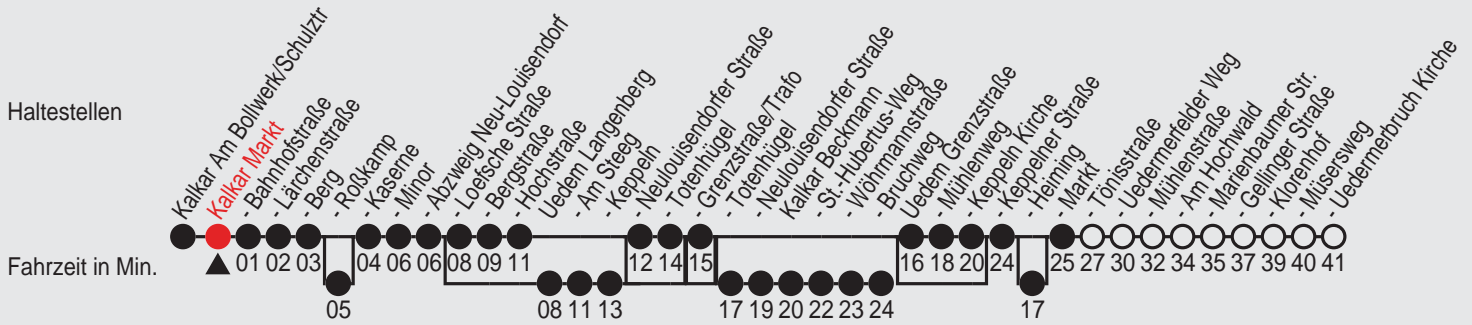 Haltestellen
Kalkar Am Bollwerk/Schulztr
Kalkar Markt
- Bahnhofstraße
- Lärchenstraße
- Berg
- Roßkamp
- Kaserne
- Minor
- Abzweig Neu-Louisendorf
- Loefsche Straße
- Bergstraße
- Hochstraße
Uedem Langenberg
- Am Steeg
- Keppeln
- Neulouisendorfer Straße
- Totenhügel
- Grenzstraße/Trafo
- Totenhügel
- Neulouisendorfer Straße
Kalkar Beckmann
- St.-Hubertus-Weg
- Wöhrmannstraße
- Bruchweg
Uedem Grenzstraße
- Mühlenweg
- Keppeln Kirche
- Keppelner Straße
- Heiming
- Markt
- Tönisstraße
- Uedemerfelder Weg
- Mühlenstraße
- Am Hochwald
- Marienbaumer Str.
- Gellinger Straße
- Klorenhof
- Müsersweg
- Uedemerbruch Kirche
Fahrzeit in Min.
01 02 03 04 06 06 08 09 11 12 14 15 16 18 20 24 25 27 30 32 34 35 37 39 40 41
05 08 11 13 17 19 20 22 23 24 17